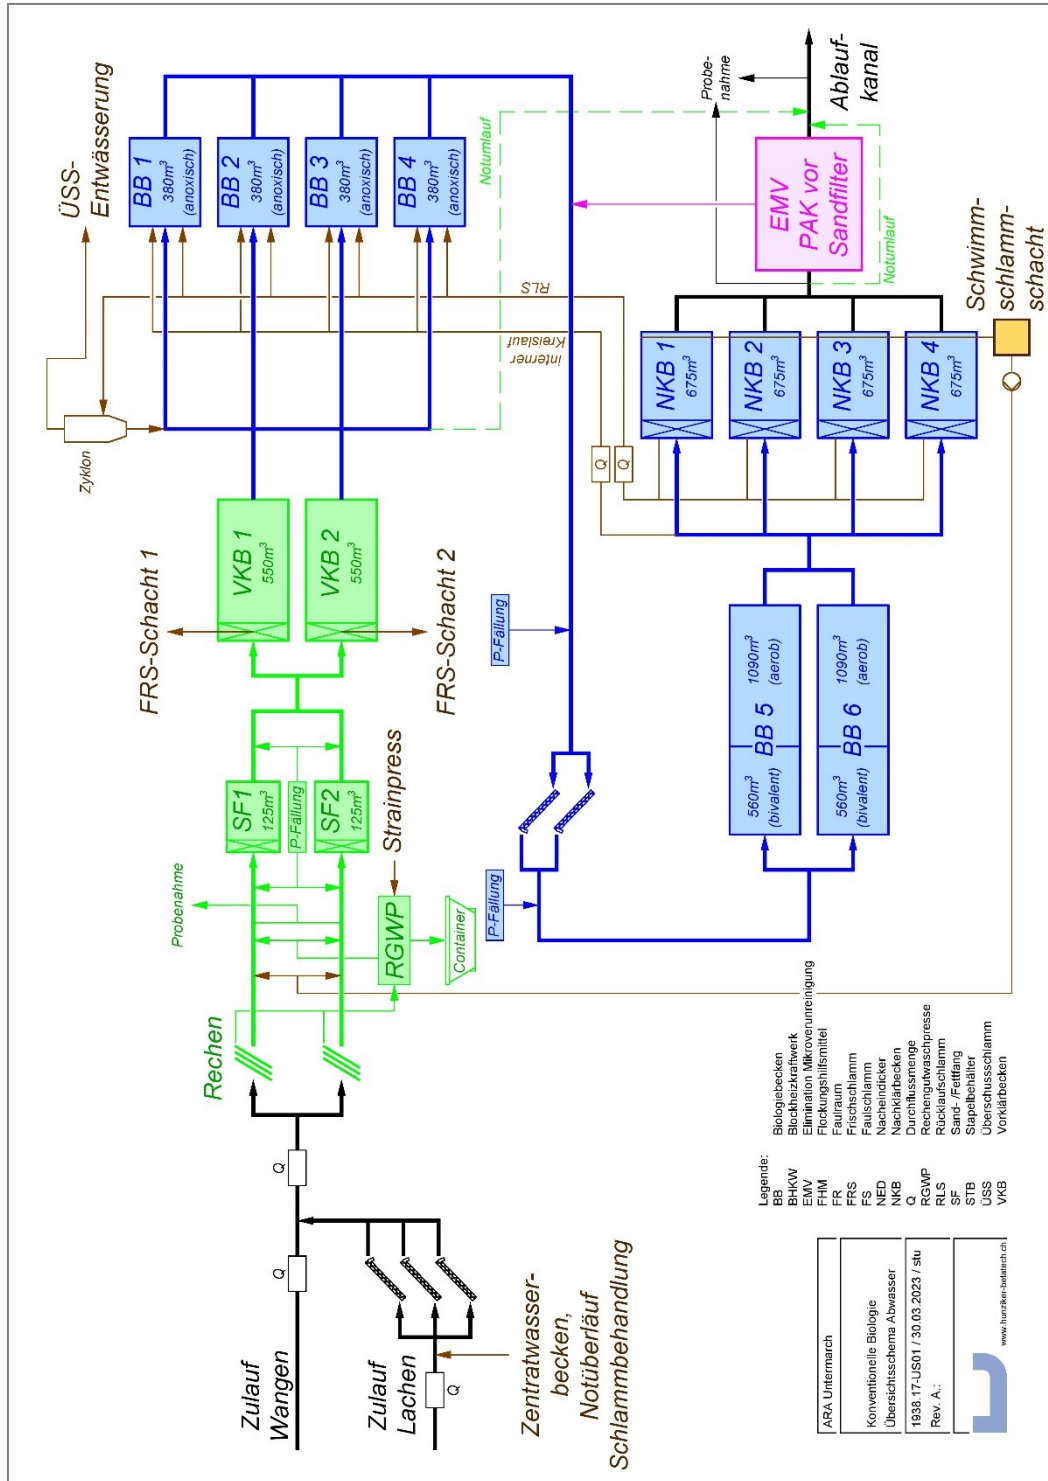 Zulauf
Wangen
Q
Q
Zulauf
Lachen
Q
Zentratwasser-
becken,
Notüberläuf
Schlammbehandlung
Rechen
Probenahme
SF1
125m³
P-Fällung
SF2
125m³
RGWP
Strainpress
Container
FRS-Schacht 1
VKB 1
550m³
VKB 2
550m³
FRS-Schacht 2
Zyklon
ÜSS-
Entwässerung
BB 1
380m³
(anoxisch)
BB 2
380m³
(anoxisch)
BB 3
380m³
(anoxisch)
BB 4
380m³
(anoxisch)
RLS
interner
Kreislauf
Notumlauf
P-Fällung
P-Fällung
Q
Q
560m³
(bivalent)
BB 5
1090m³
(aerob)
560m³
(bivalent)
BB 6
1090m³
(aerob)
NKB 1
675m³
NKB 2
675m³
NKB 3
675m³
NKB 4
675m³
EMV
PAK vor
Sandfilter
Notumlauf
Probe-
nahme
Ablauf-
kanal
Schwimm-
schlamm-
schacht
Legende:
BB Biologiebecken
BHKW Blockheizkraftwerk
EMV Elimination Mikroverunreinigung
FHM Flockungshilfsmittel
FR Faulraum
FRS Frischschlamm
FS Faulschlamm
NED Nacheindicker
NKB Nachklärbecken
Q Durchflussmenge
RGWP Rechengutwaschpresse
RLS Rücklaufschlamm
SF Sand- /Fettfang
STB Stapelbehälter
ÜSS Überschussschlamm
VKB Vorklärbecken
ARA Untermarch
Konventionelle Biologie
Übersichtsschema Abwasser
1938.17-US01 / 30.03.2023 / stu
Rev. A.:
www.hunziker-betatech.ch